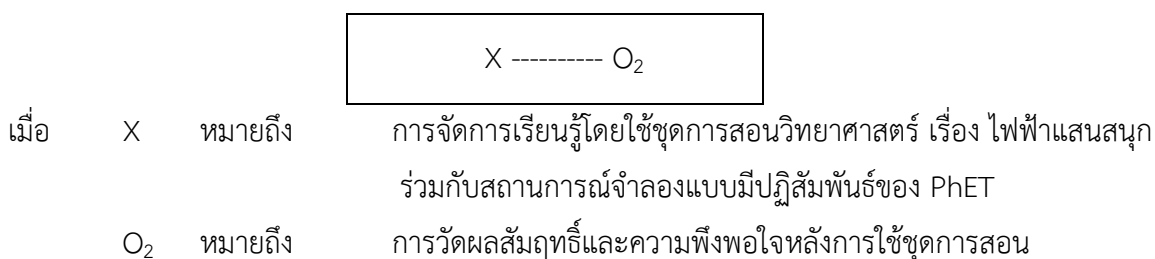 X ---------- O₂
เมื่อ X หมายถึง การจัดการเรียนรู้โดยใช้ชุดการสอนวิทยาศาสตร์ เรื่อง ไฟฟ้าแสนสนุก
ร่วมกับสถานการณ์จำลองแบบมีปฏิสัมพันธ์ของ PhET
O₂ หมายถึง การวัดผลสัมฤทธิ์และความพึงพอใจหลังการใช้ชุดการสอน